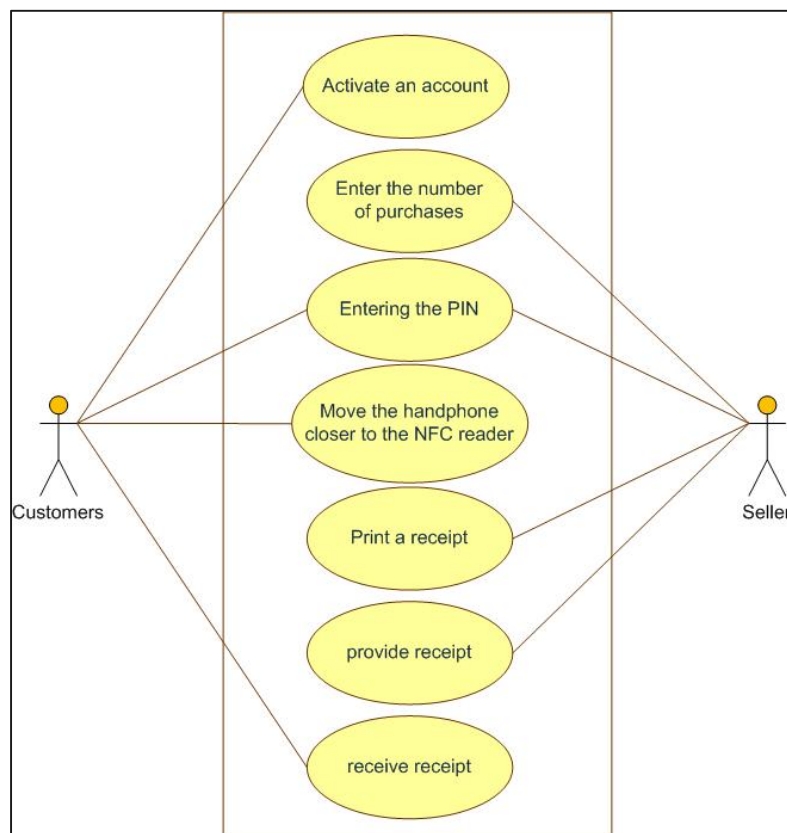 Activate an account
Enter the number
of purchases
Entering the PIN
Move the handphone
closer to the NFC reader
Customers
Seller
Print a receipt
provide receipt
receive receipt